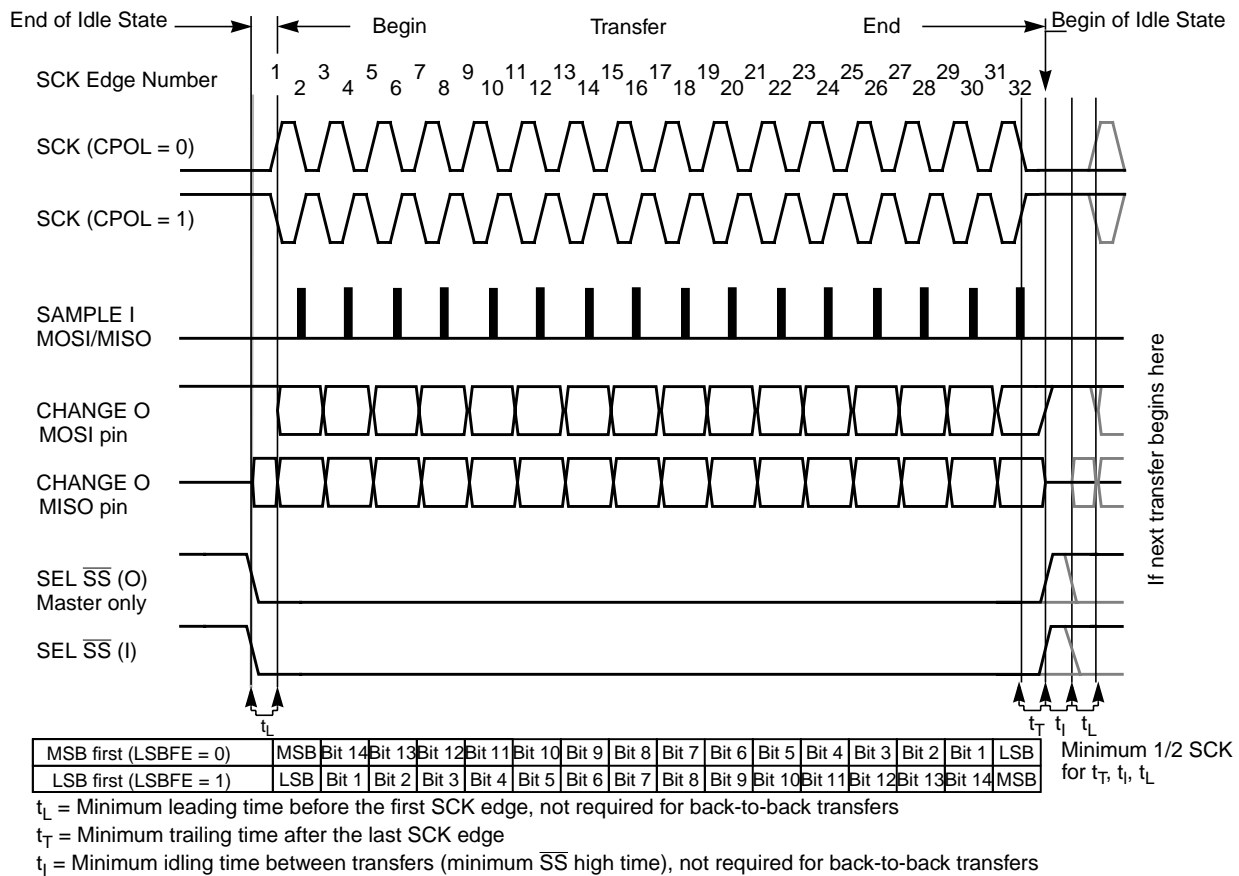 End of Idle State
Begin
Transfer
End
Begin of Idle State
SCK Edge Number
1 3 5 7 9 11 13 15 17 19 21 23 25 27 29 31
2 4 6 8 10 12 14 16 18 20 22 24 26 28 30 32
SCK (CPOL = 0)
SCK (CPOL = 1)
SAMPLE I
MOSI/MISO
CHANGE O
MOSI pin
CHANGE O
MISO pin
SEL SS (O)
Master only
SEL SS (I)
If next transfer begins here
tL
tT tI tL
MSB first (LSBFE = 0) MSB Bit 14 Bit 13 Bit 12 Bit 11 Bit 10 Bit 9 Bit 8 Bit 7 Bit 6 Bit 5 Bit 4 Bit 3 Bit 2 Bit 1 LSB
LSB first (LSBFE = 1) LSB Bit 1 Bit 2 Bit 3 Bit 4 Bit 5 Bit 6 Bit 7 Bit 8 Bit 9 Bit 10 Bit 11 Bit 12 Bit 13 Bit 14 MSB
Minimum 1/2 SCK
for tT, tI, tL
tL = Minimum leading time before the first SCK edge, not required for back-to-back transfers
tT = Minimum trailing time after the last SCK edge
tI = Minimum idling time between transfers (minimum SS high time), not required for back-to-back transfers